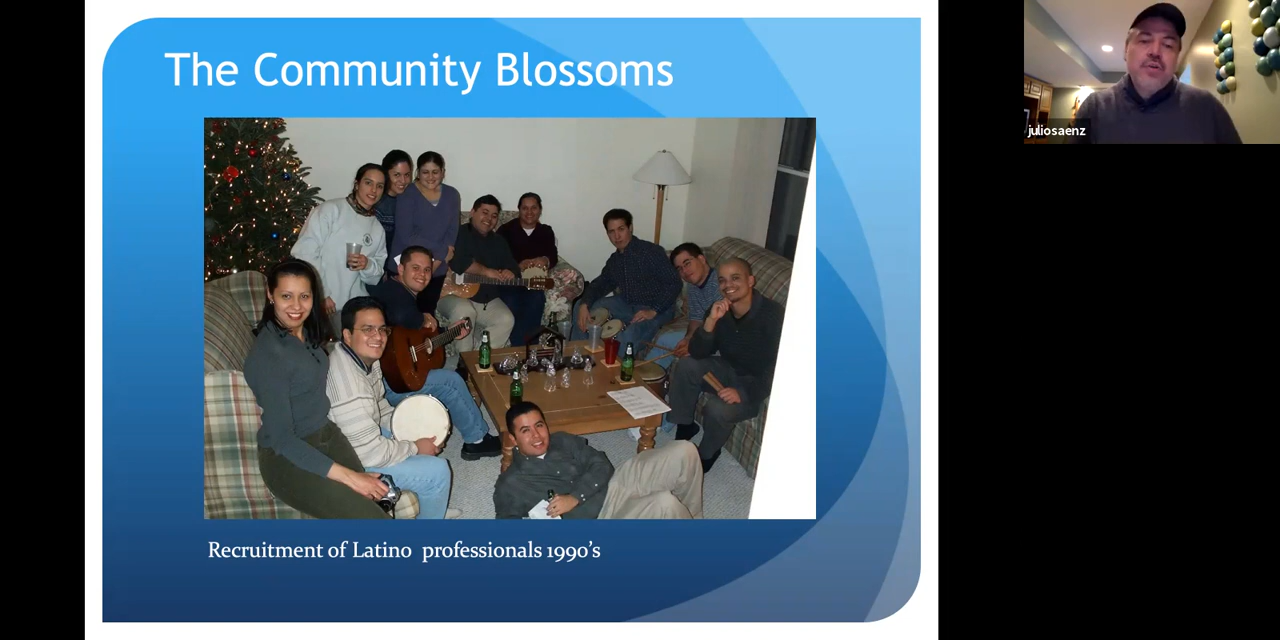 The Community Blossoms
juliosaenz
Recruitment of Latino professionals 1990's